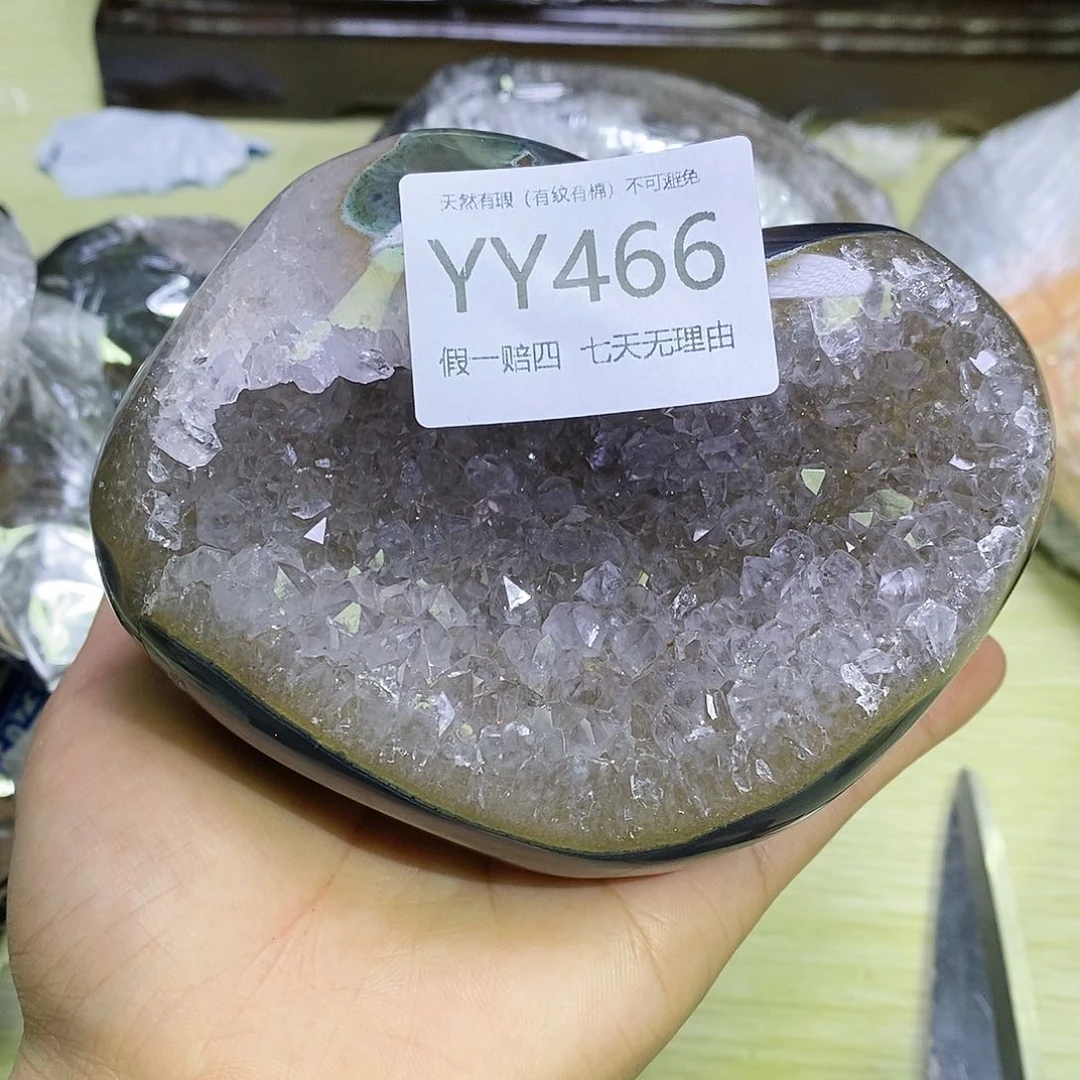 天然有瑕（有纹有棉）不可避免
YY466
假一赔四 七天无理由